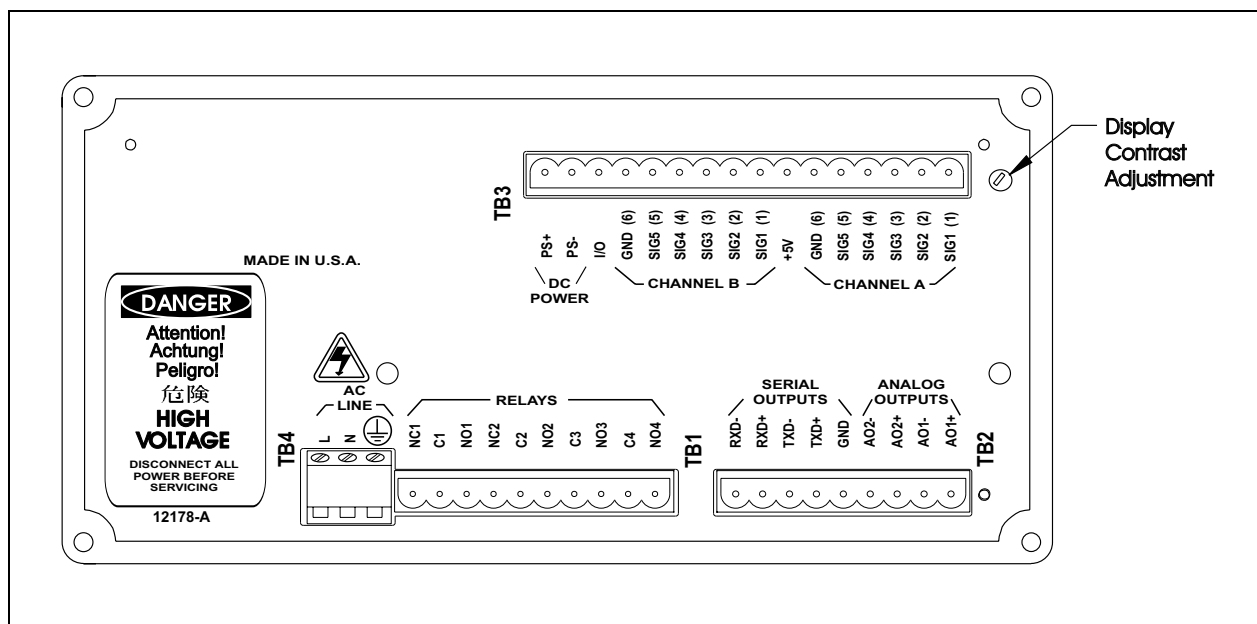 Display
Contrast
Adjustment
TB3
PS+
PS-
I/O
GND (6)
SIG5 (5)
SIG4 (4)
SIG3 (3)
SIG2 (2)
SIG1 (1)
+5V
GND (6)
SIG5 (5)
SIG4 (4)
SIG3 (3)
SIG2 (2)
SIG1 (1)
DC
POWER
CHANNEL B
CHANNEL A
MADE IN U.S.A.
DANGER
Attention!
Achtung!
Peligro!
危険
HIGH
VOLTAGE
DISCONNECT ALL
POWER BEFORE
SERVICING
12178-A
AC
LINE
TB4
L
N
RELAYS
NC1
C1
NO1
NC2
C2
NO2
C3
NO3
C4
NO4
TB1
SERIAL
OUTPUTS
ANALOG
OUTPUTS
RXD-
RXD+
TXD-
TXD+
GND
AO2-
AO2+
AO1-
AO1+
TB2